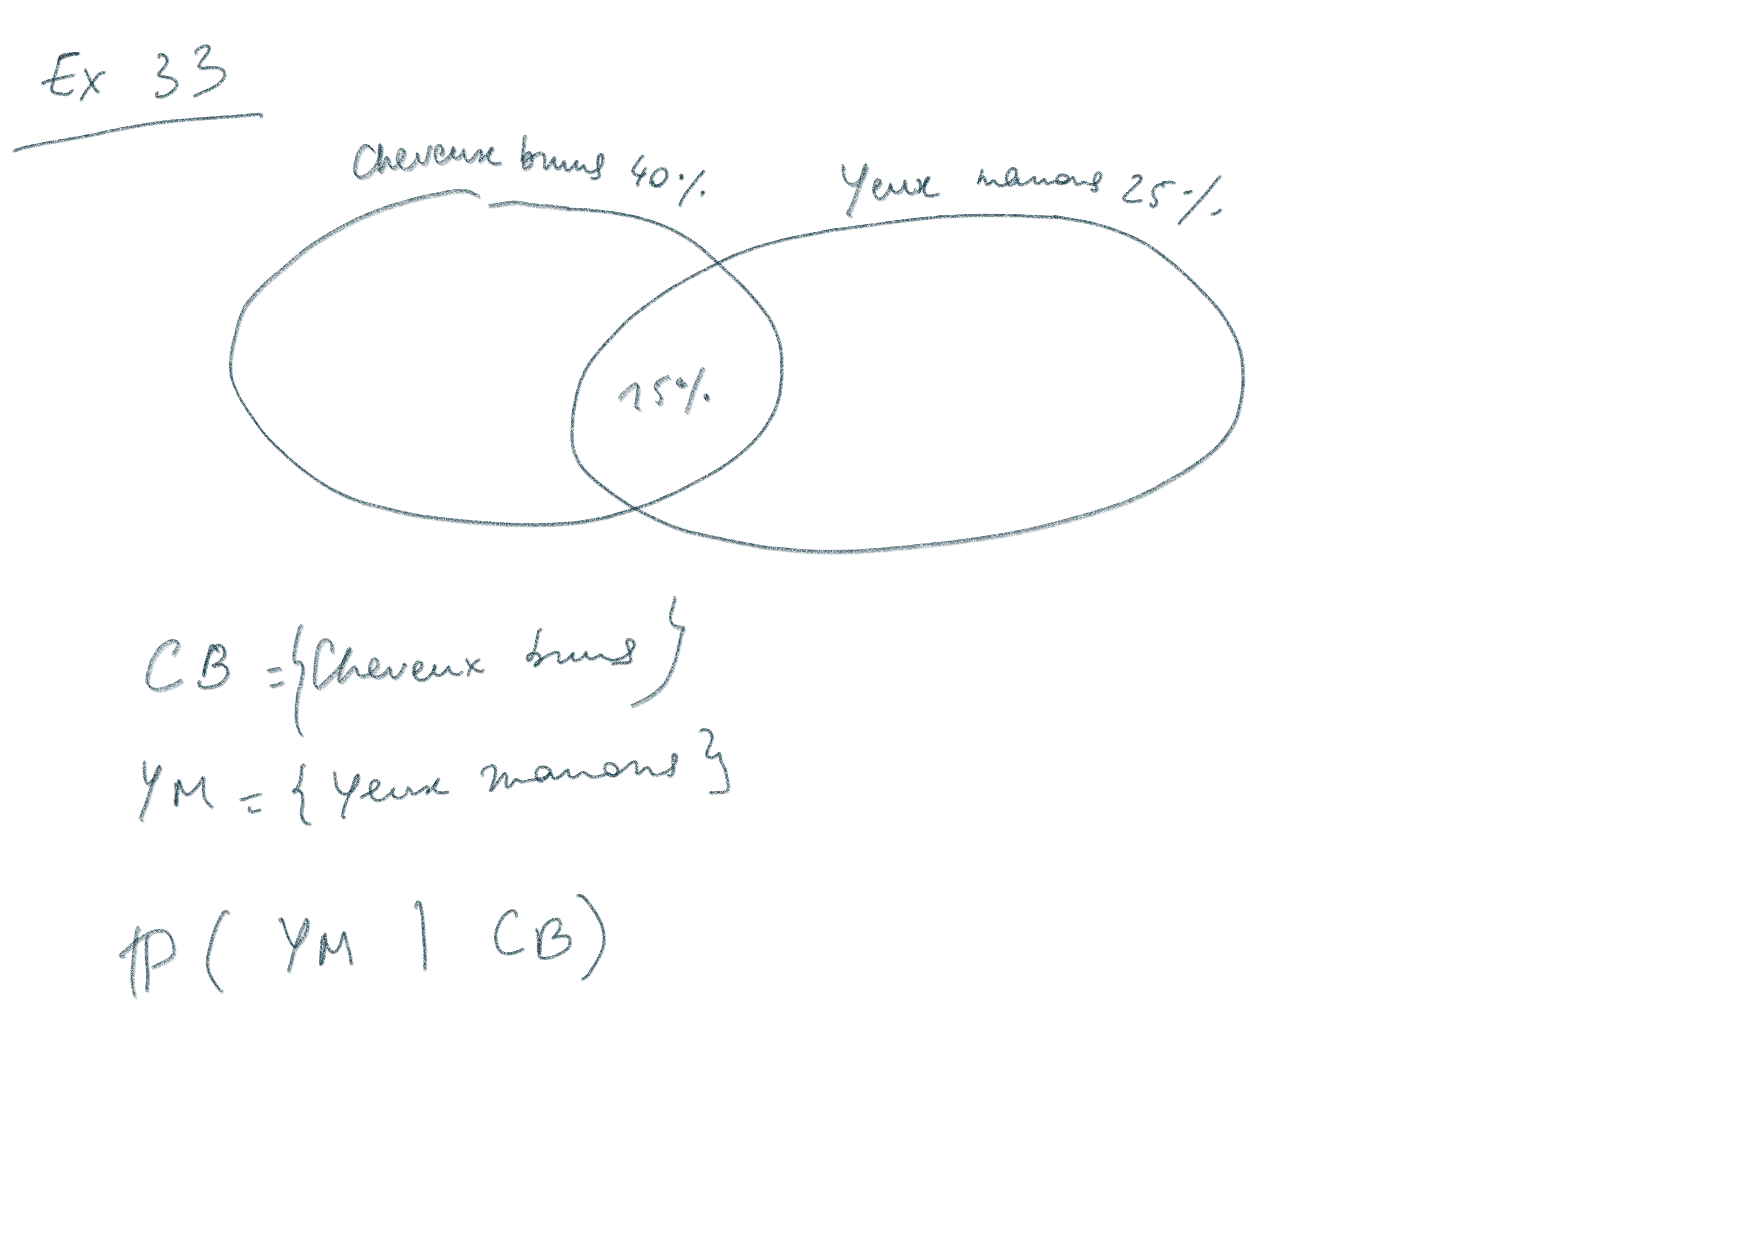 Ex 33
Cheveux bruns 40%
Yeux marrons 25%
15%
CB = {Cheveux bruns}
YM = {Yeux marrons}
ℙ( YM | CB)